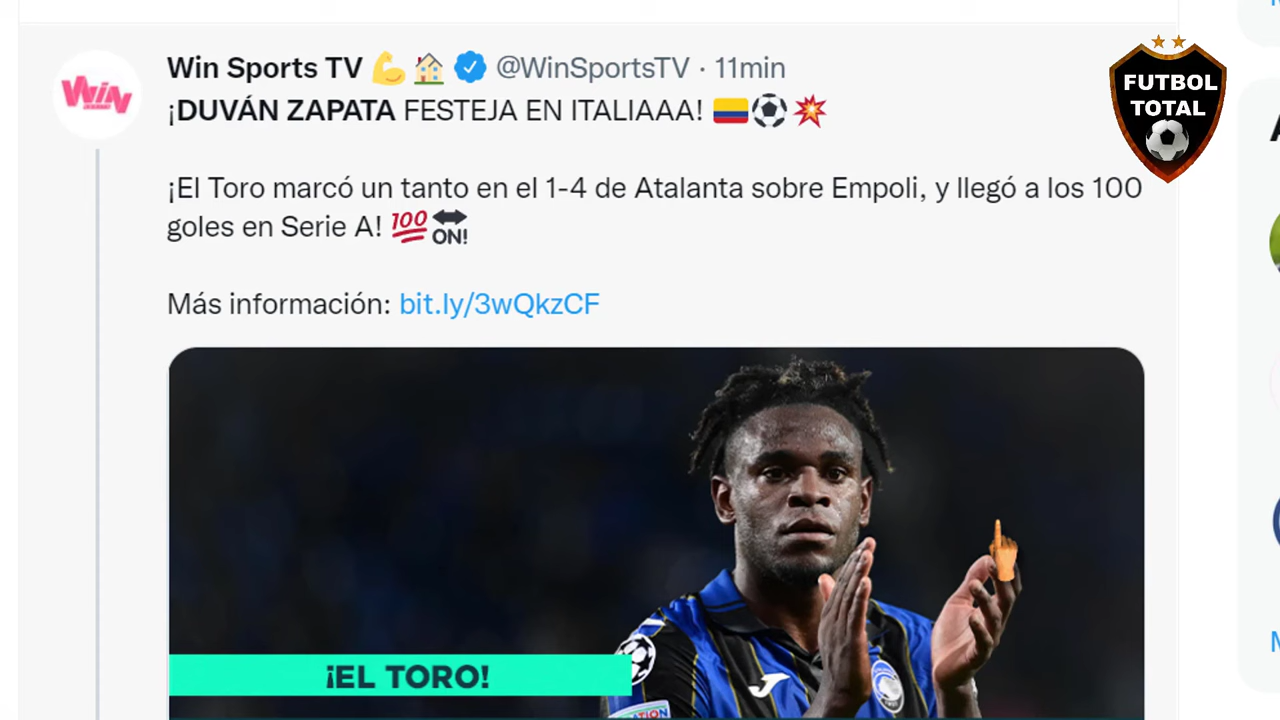 Win Sports TV 💪🏠 @WinSportsTV · 11min
¡DUVÁN ZAPATA FESTEJA EN ITALIAAA! 🇨🇴⚽💥
¡El Toro marcó un tanto en el 1-4 de Atalanta sobre Empoli, y llegó a los 100
goles en Serie A! 💯🔛
Más información: bit.ly/3wQkzCF
¡EL TORO!
WIN
FUTBOL
TOTAL